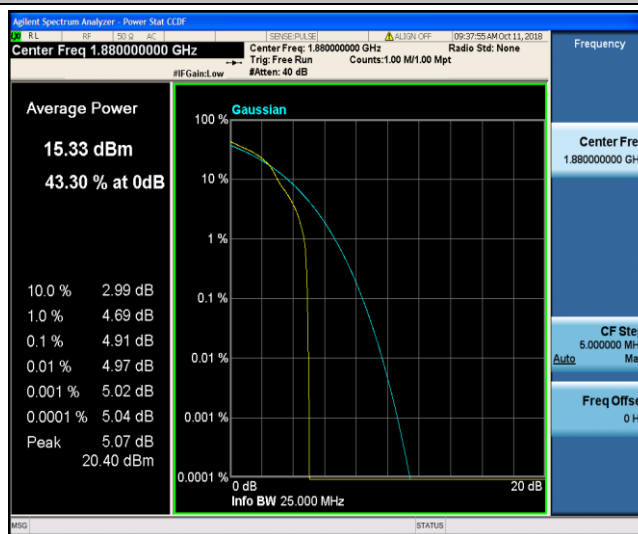 Agilent Spectrum Analyzer - Power Stat CCDF
RL RF 50 Ω AC SENSE:PULSE ALIGN OFF 09:37:55 AM Oct 11, 2018
Center Freq 1.880000000 GHz
Center Freq: 1.880000000 GHz Radio Std: None
Trig: Free Run Counts:1.00 M/1.00 Mpt
#IFGain:Low #Atten: 40 dB
Frequency
Average Power
15.33 dBm
43.30 % at 0dB
10.0 % 2.99 dB
1.0 % 4.69 dB
0.1 % 4.91 dB
0.01 % 4.97 dB
0.001 % 5.02 dB
0.0001 % 5.04 dB
Peak 5.07 dB
20.40 dBm
Gaussian
100 %
10 %
1 %
0.1 %
0.01 %
0.001 %
0.0001 %
0 dB 20 dB
Info BW 25.000 MHz
Center Fre
1.880000000 GH
CF Ste
5.000000 MH
Auto Ma
Freq Offse
0 H
MSG STATUS